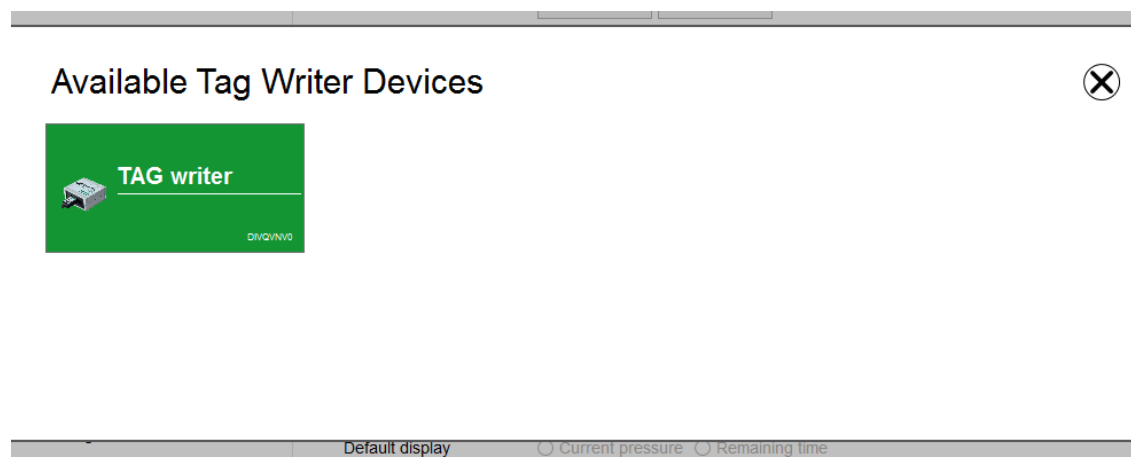 Available Tag Writer Devices
TAG writer
DIVQVNV0
Default display Current pressure Remaining time